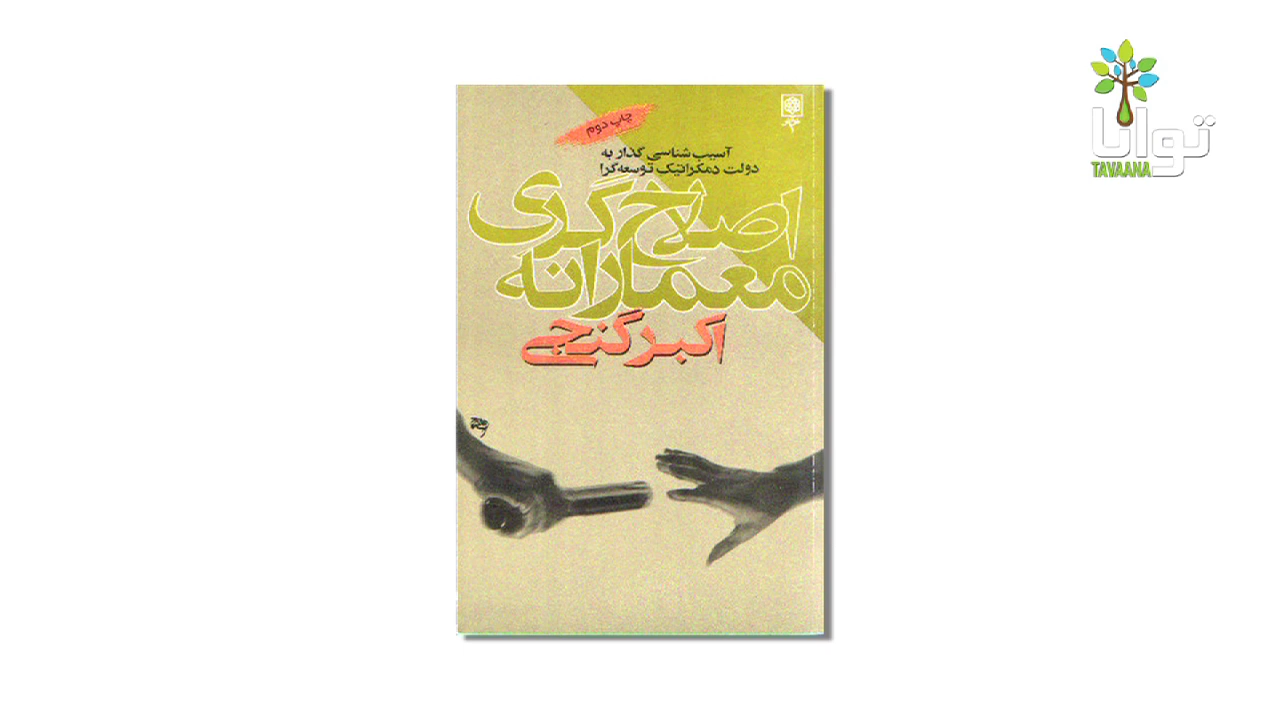 چاپ دوم
آسیب شناسی گذار به
دولت دمکراتیک توسعه‌گرا
اصلاح‌گری
معمارانه
اکبر گنجی
توانا
TAVAANA